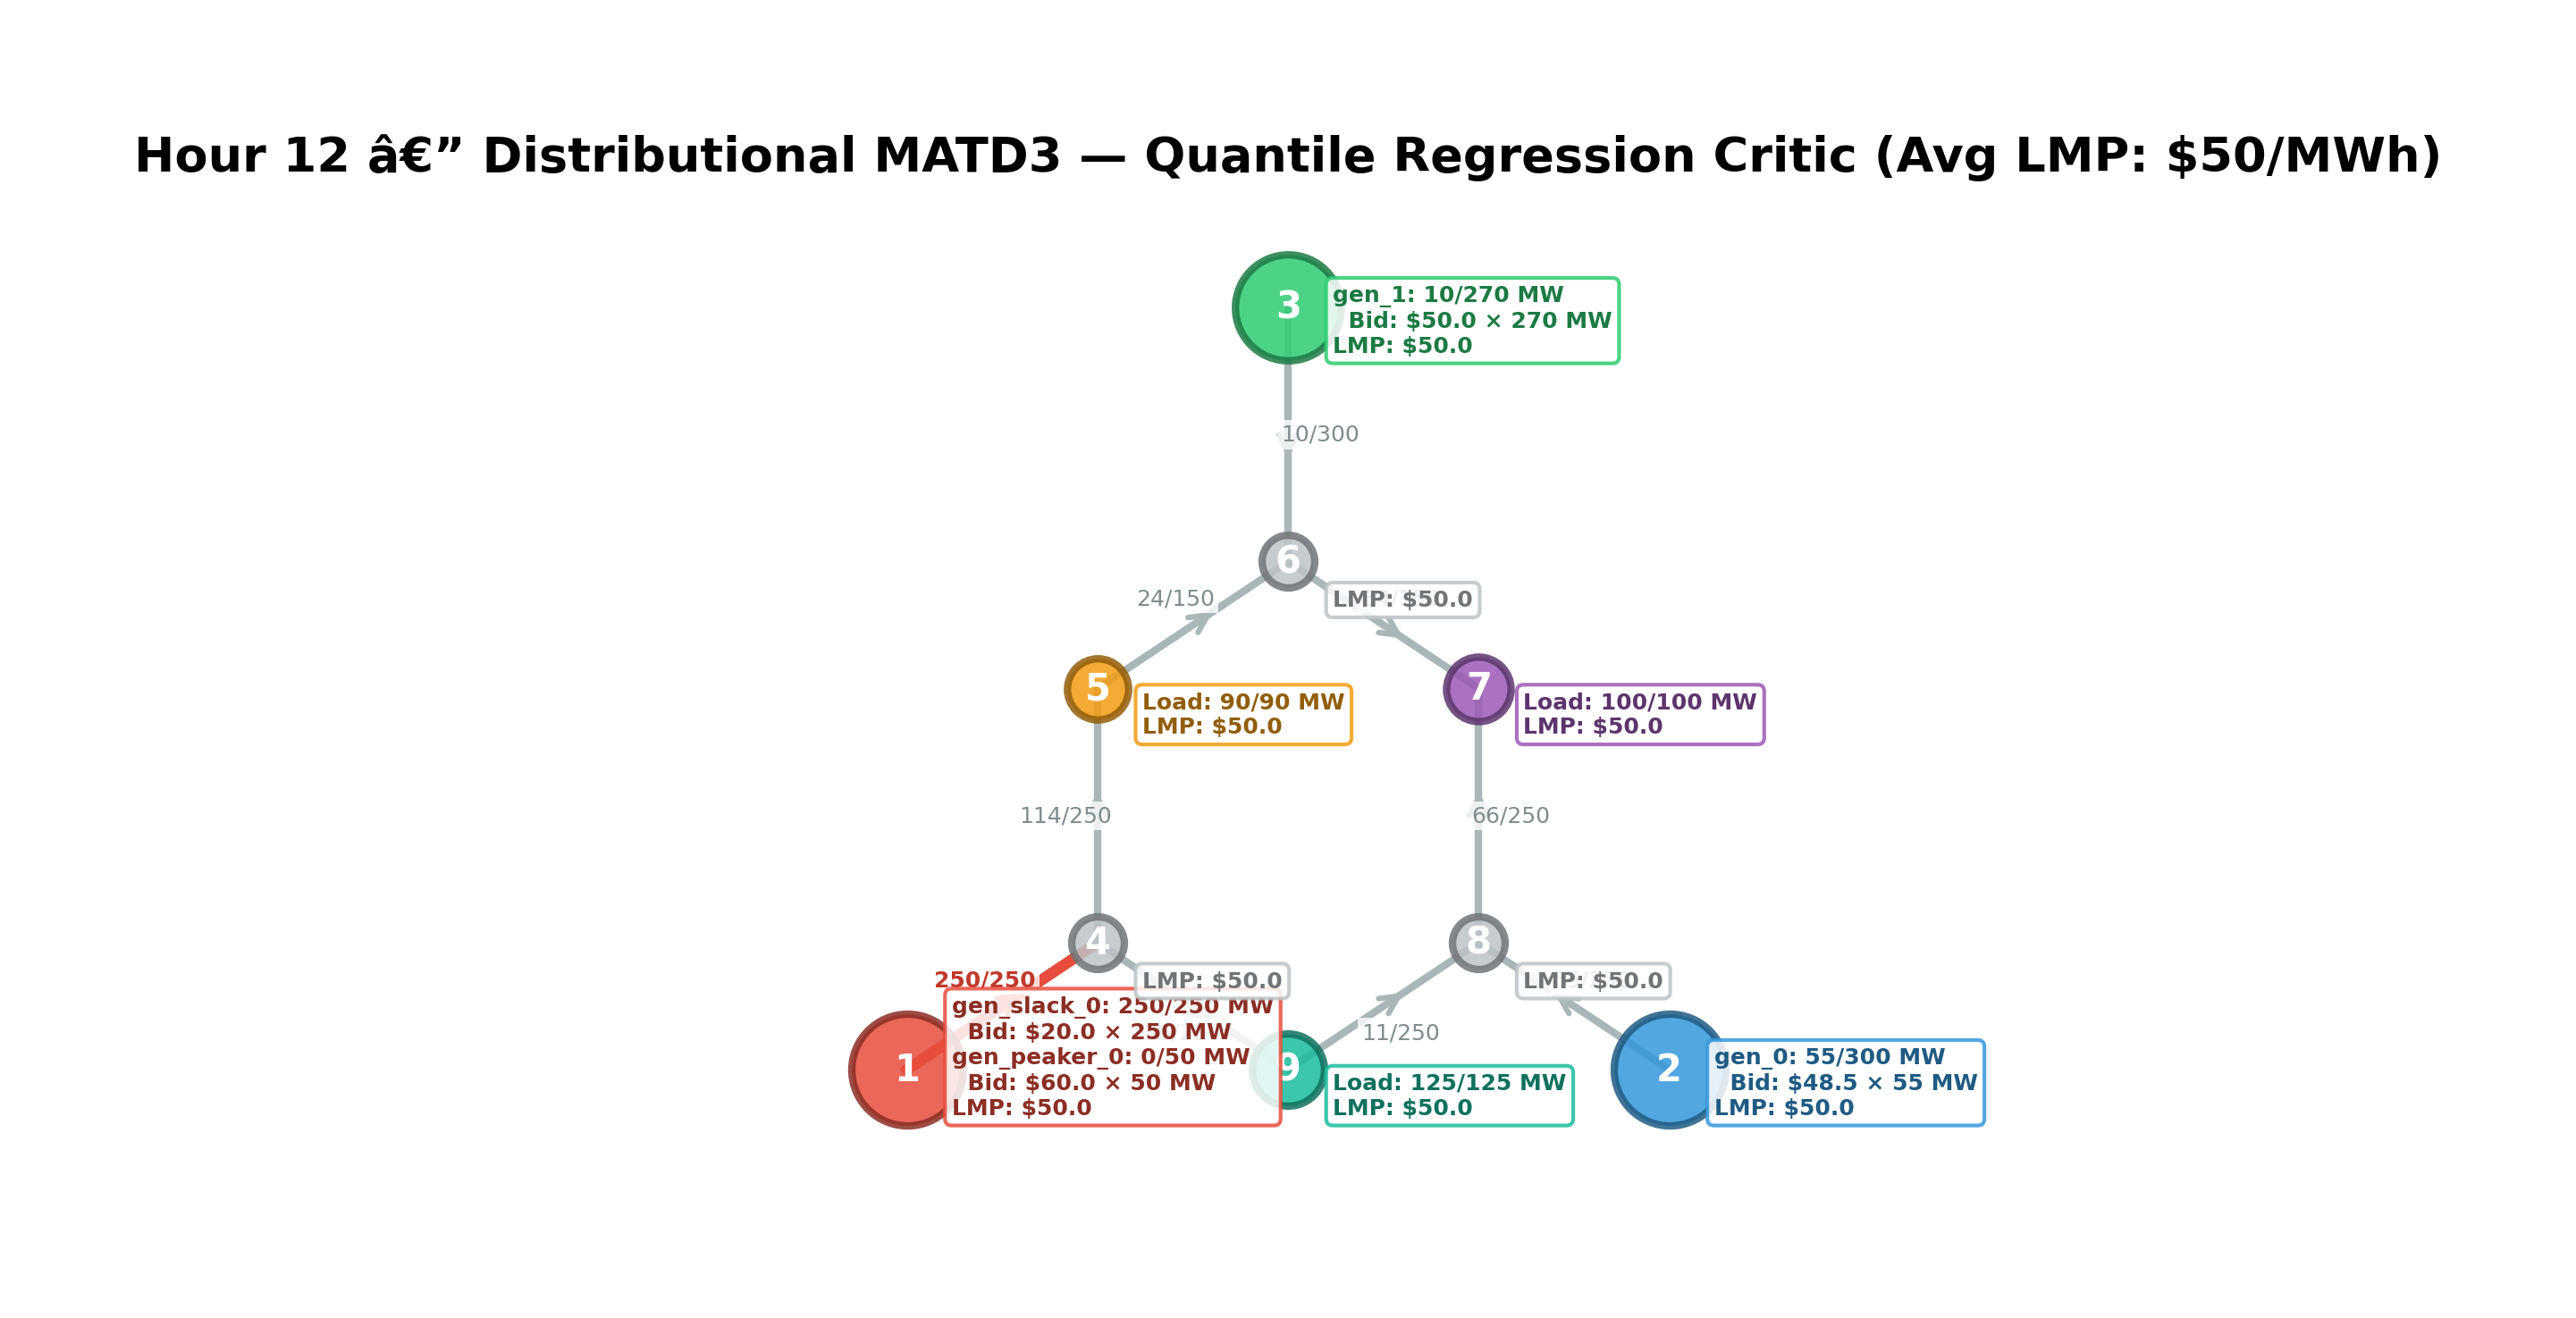 Hour 12 â€” Distributional MATD3 — Quantile Regression Critic (Avg LMP: $50/MWh)
3
gen_1: 10/270 MW
Bid: $50.0 × 270 MW
LMP: $50.0
10/300
6
24/150
LMP: $50.0
5
Load: 90/90 MW
LMP: $50.0
7
Load: 100/100 MW
LMP: $50.0
114/250
66/250
4
LMP: $50.0
8
LMP: $50.0
250/250
1
gen_slack_0: 250/250 MW
Bid: $20.0 × 250 MW
gen_peaker_0: 0/50 MW
Bid: $60.0 × 50 MW
LMP: $50.0
9
11/250
Load: 125/125 MW
LMP: $50.0
2
gen_0: 55/300 MW
Bid: $48.5 × 55 MW
LMP: $50.0